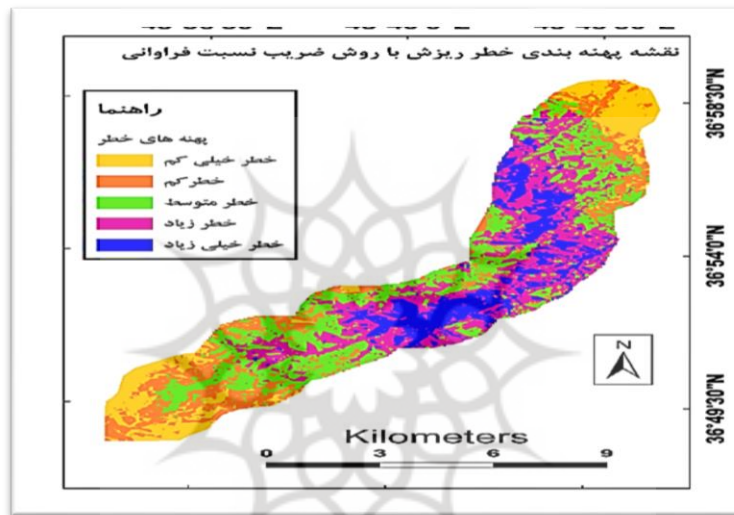 نقشه پهنه بندی خطر ریزش با روش ضریب نسبت فراوانی
راهنما
پهنه های خطر
خطر خیلی کم
خطر کم
خطر متوسط
خطر زیاد
خطر خیلی زیاد
36°58'30"N
36°54'0"N
36°49'30"N
N
Kilometers
0 3 6 9